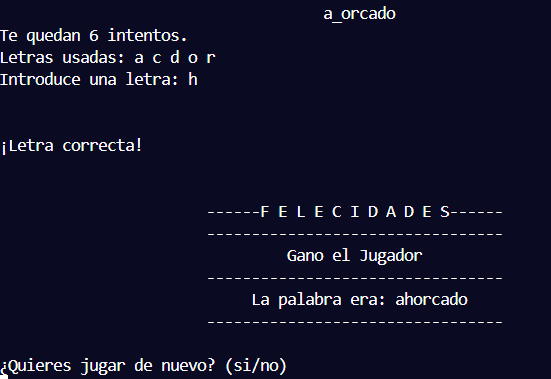 a_orcado
Te quedan 6 intentos.
Letras usadas: a c d o r
Introduce una letra: h
¡Letra correcta!
------F E L E C I D A D E S------
---------------------------------
Gano el Jugador
---------------------------------
La palabra era: ahorcado
---------------------------------
¿Quieres jugar de nuevo? (si/no)